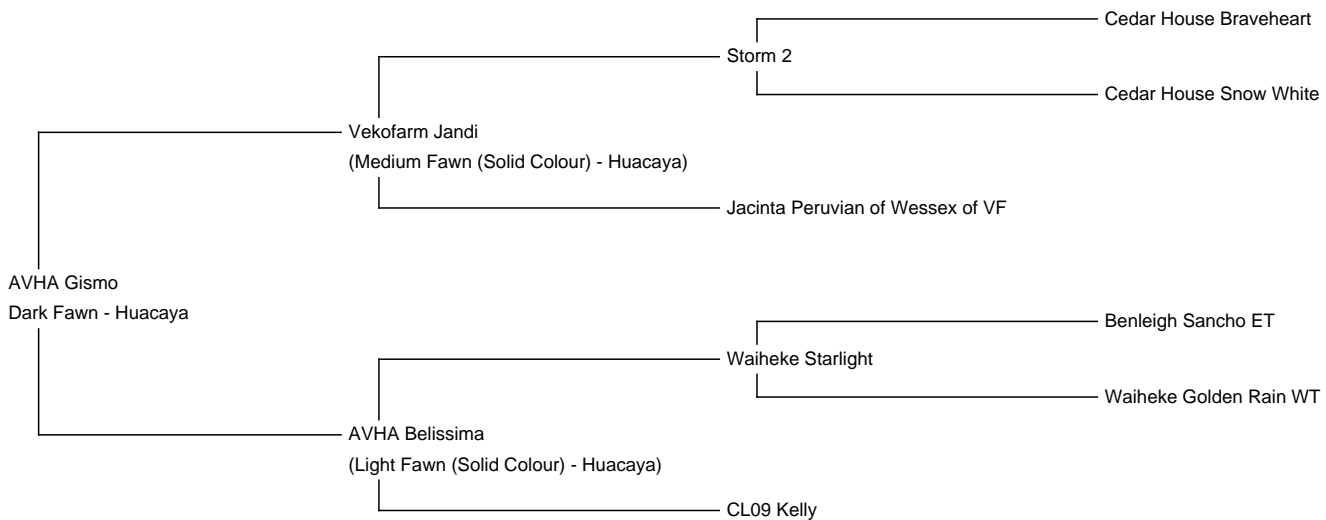 Cedar House Braveheart
Storm 2
Cedar House Snow White
Vekofarm Jandi
(Medium Fawn (Solid Colour) - Huacaya)
Jacinta Peruvian of Wessex of VF
AVHA Gismo
Dark Fawn - Huacaya
Benleigh Sancho ET
Waiheke Starlight
Waiheke Golden Rain WT
AVHA Belissima
(Light Fawn (Solid Colour) - Huacaya)
CL09 Kelly